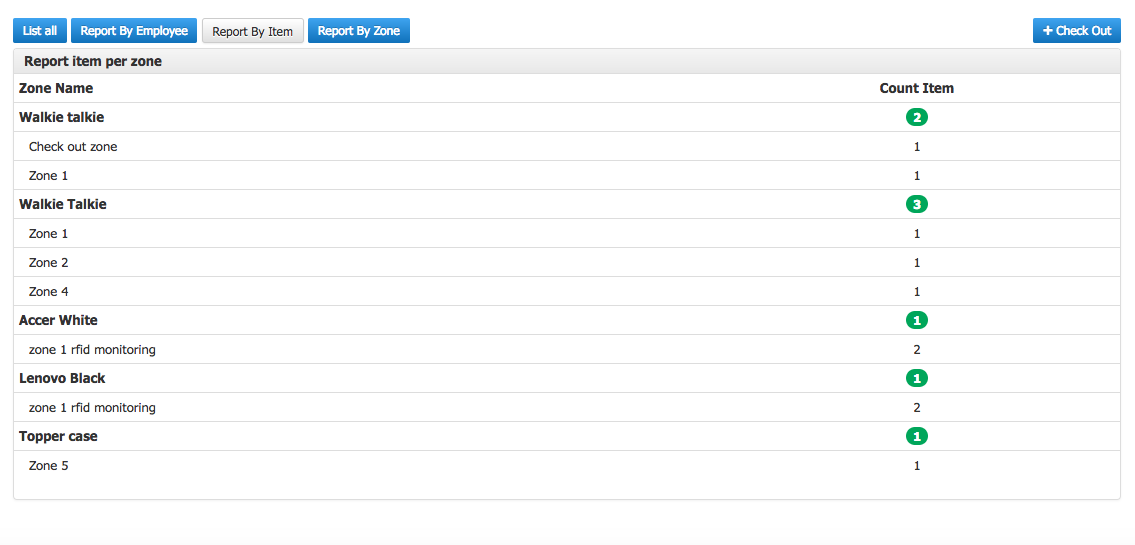 List all Report By Employee Report By Item Report By Zone + Check Out
Report item per zone
Zone Name Count Item
Walkie talkie 2
Check out zone 1
Zone 1 1
Walkie Talkie 3
Zone 1 1
Zone 2 1
Zone 4 1
Accer White 1
zone 1 rfid monitoring 2
Lenovo Black 1
zone 1 rfid monitoring 2
Topper case 1
Zone 5 1